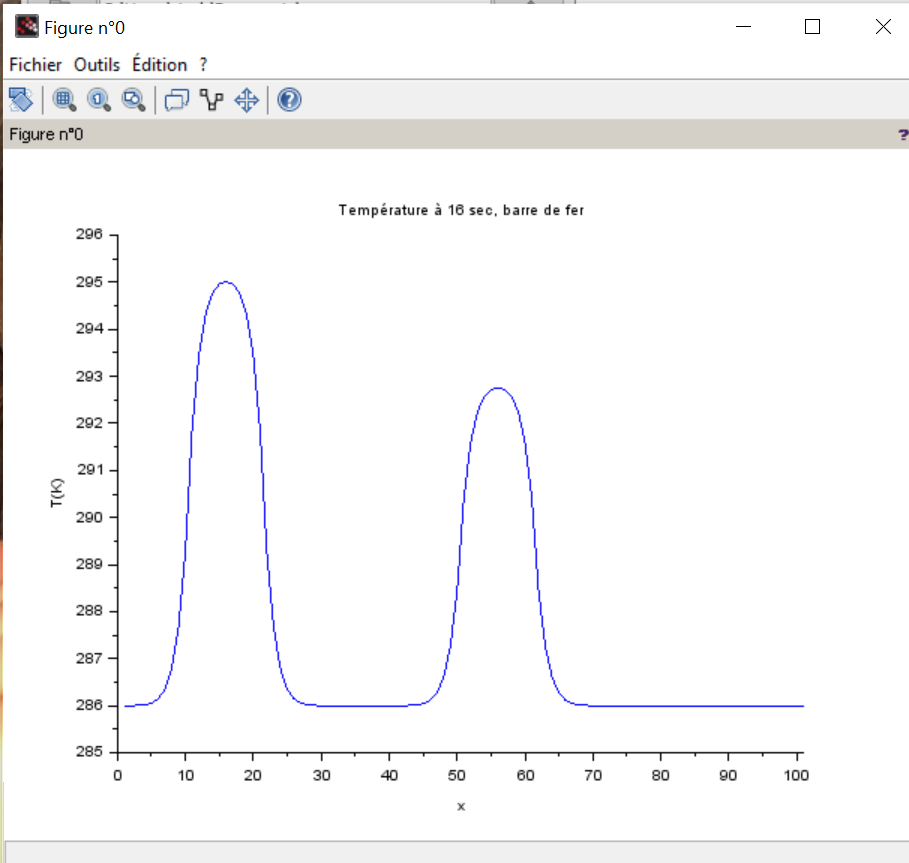 Figure n°0
Fichier Outils Édition ?
Figure n°0 ?
Température à 16 sec, barre de fer
296
295
294
293
292
291
290
289
288
287
286
285
T(K)
0 10 20 30 40 50 60 70 80 90 100
x